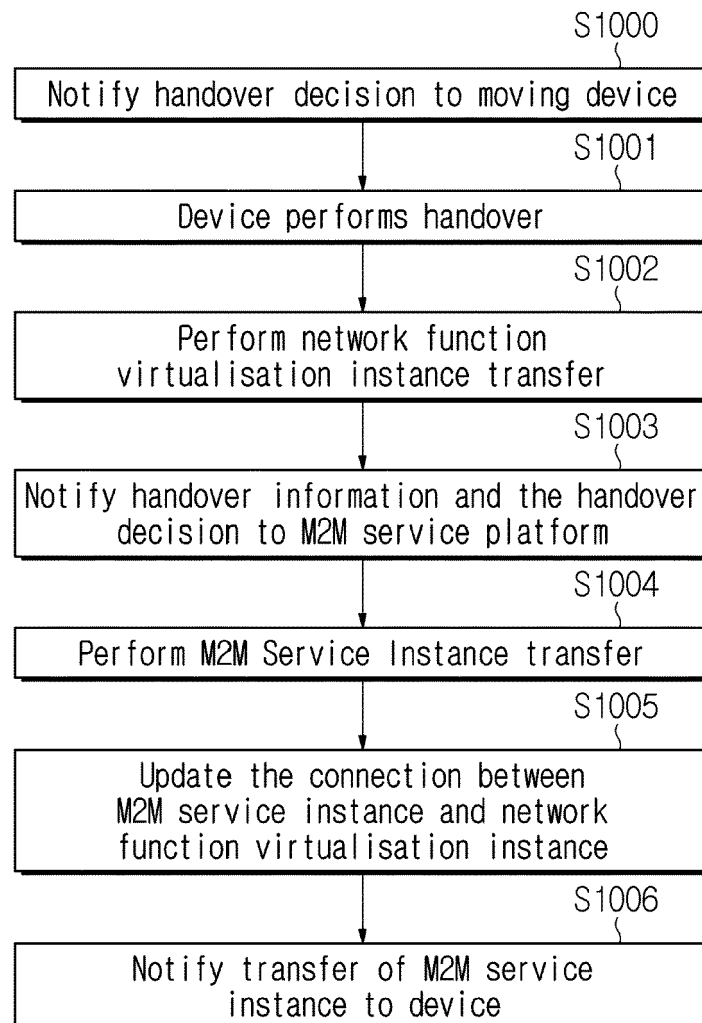 S1000
Notify handover decision to moving device
S1001
Device performs handover
S1002
Perform network function
virtualisation instance transfer
S1003
Notify handover information and the handover
decision to M2M service platform
S1004
Perform M2M Service Instance transfer
S1005
Update the connection between
M2M service instance and network
function virtualisation instance
S1006
Notify transfer of M2M service
instance to device